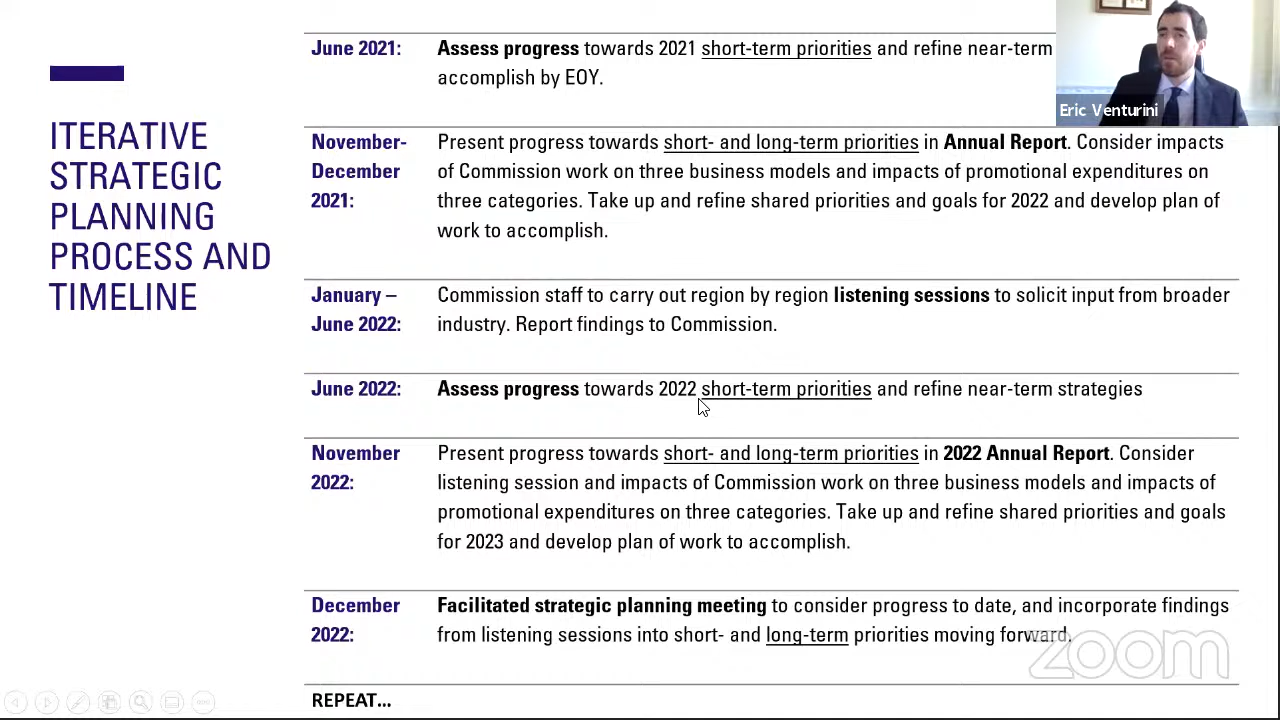 ITERATIVE
STRATEGIC
PLANNING
PROCESS AND
TIMELINE
June 2021:
Assess progress towards 2021 short-term priorities and refine near-term
accomplish by EOY.
Eric Venturini
November-
December
2021:
Present progress towards short- and long-term priorities in Annual Report. Consider impacts
of Commission work on three business models and impacts of promotional expenditures on
three categories. Take up and refine shared priorities and goals for 2022 and develop plan of
work to accomplish.
January –
June 2022:
Commission staff to carry out region by region listening sessions to solicit input from broader
industry. Report findings to Commission.
June 2022:
Assess progress towards 2022 short-term priorities and refine near-term strategies
November
2022:
Present progress towards short- and long-term priorities in 2022 Annual Report. Consider
listening session and impacts of Commission work on three business models and impacts of
promotional expenditures on three categories. Take up and refine shared priorities and goals
for 2023 and develop plan of work to accomplish.
December
2022:
Facilitated strategic planning meeting to consider progress to date, and incorporate findings
from listening sessions into short- and long-term priorities moving forward.
zoom
REPEAT...